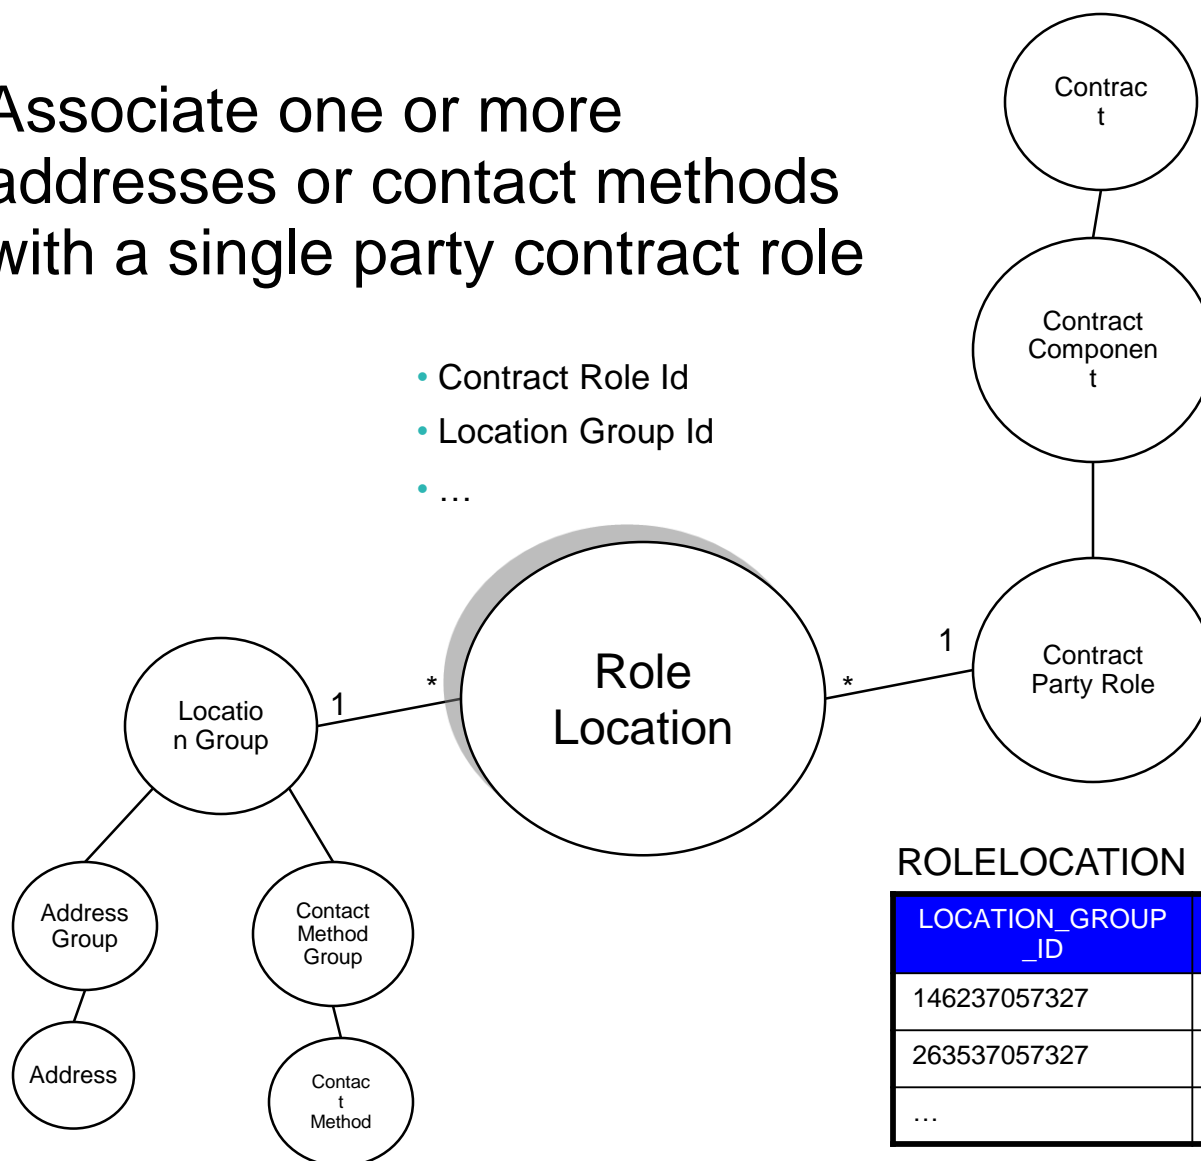 Associate one or more
addresses or contact methods
with a single party contract role
• Contract Role Id
• Location Group Id
• …
Contrac
t
Contract
Componen
t
Contract
Party Role
1
*
Role
Location
*
1
Locatio
n Group
Address
Group
Contact
Method
Group
Address
Contac
t
Method
ROLELOCATION
LOCATION_GROUP
_ID
146237057327
263537057327
…